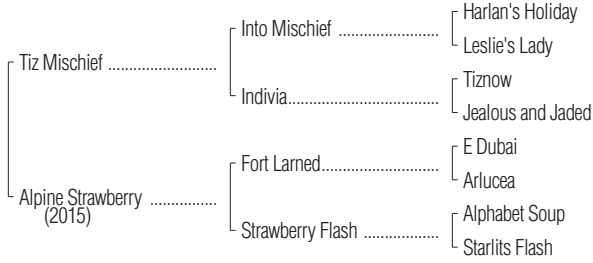 Harlan's Holiday
Into Mischief ........................
Leslie's Lady
Tiz Mischief ..........................
Tiznow
Indivia....................................
Jealous and Jaded
E Dubai
Fort Larned............................
Arlucea
Alpine Strawberry ................
(2015)
Alphabet Soup
Strawberry Flash ..................
Starlits Flash